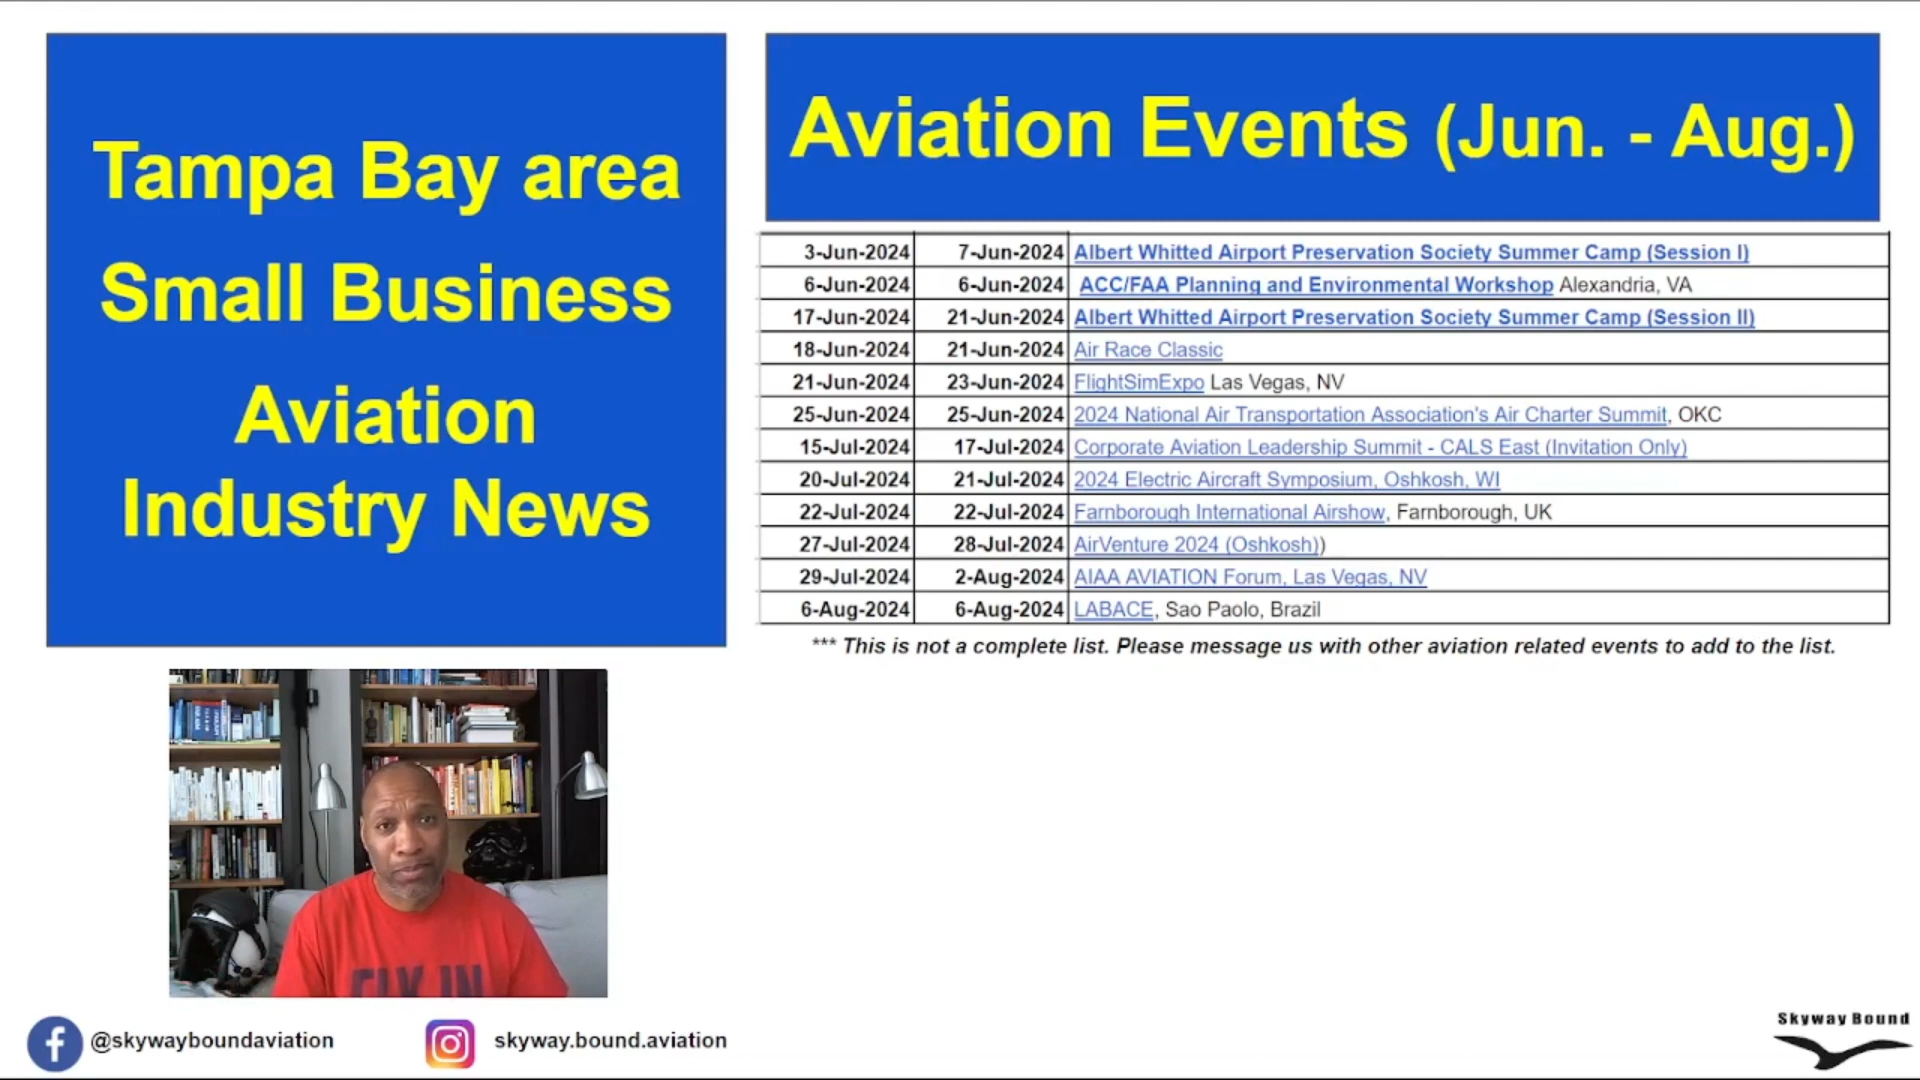 Tampa Bay area
Small Business
Aviation
Industry News
Aviation Events (Jun. - Aug.)
3-Jun-2024 7-Jun-2024 Albert Whitted Airport Preservation Society Summer Camp (Session I)
6-Jun-2024 6-Jun-2024 ACC/FAA Planning and Environmental Workshop Alexandria, VA
17-Jun-2024 21-Jun-2024 Albert Whitted Airport Preservation Society Summer Camp (Session II)
18-Jun-2024 21-Jun-2024 Air Race Classic
21-Jun-2024 23-Jun-2024 FlightSimExpo Las Vegas, NV
25-Jun-2024 25-Jun-2024 2024 National Air Transportation Association's Air Charter Summit, OKC
15-Jul-2024 17-Jul-2024 Corporate Aviation Leadership Summit - CALS East (Invitation Only)
20-Jul-2024 21-Jul-2024 2024 Electric Aircraft Symposium, Oshkosh, WI
22-Jul-2024 22-Jul-2024 Farnborough International Airshow, Farnborough, UK
27-Jul-2024 28-Jul-2024 AirVenture 2024 (Oshkosh))
29-Jul-2024 2-Aug-2024 AIAA AVIATION Forum, Las Vegas, NV
6-Aug-2024 6-Aug-2024 LABACE, Sao Paolo, Brazil
*** This is not a complete list. Please message us with other aviation related events to add to the list.
FLY IN
@skywayboundaviation
skyway.bound.aviation
Skyway Bound